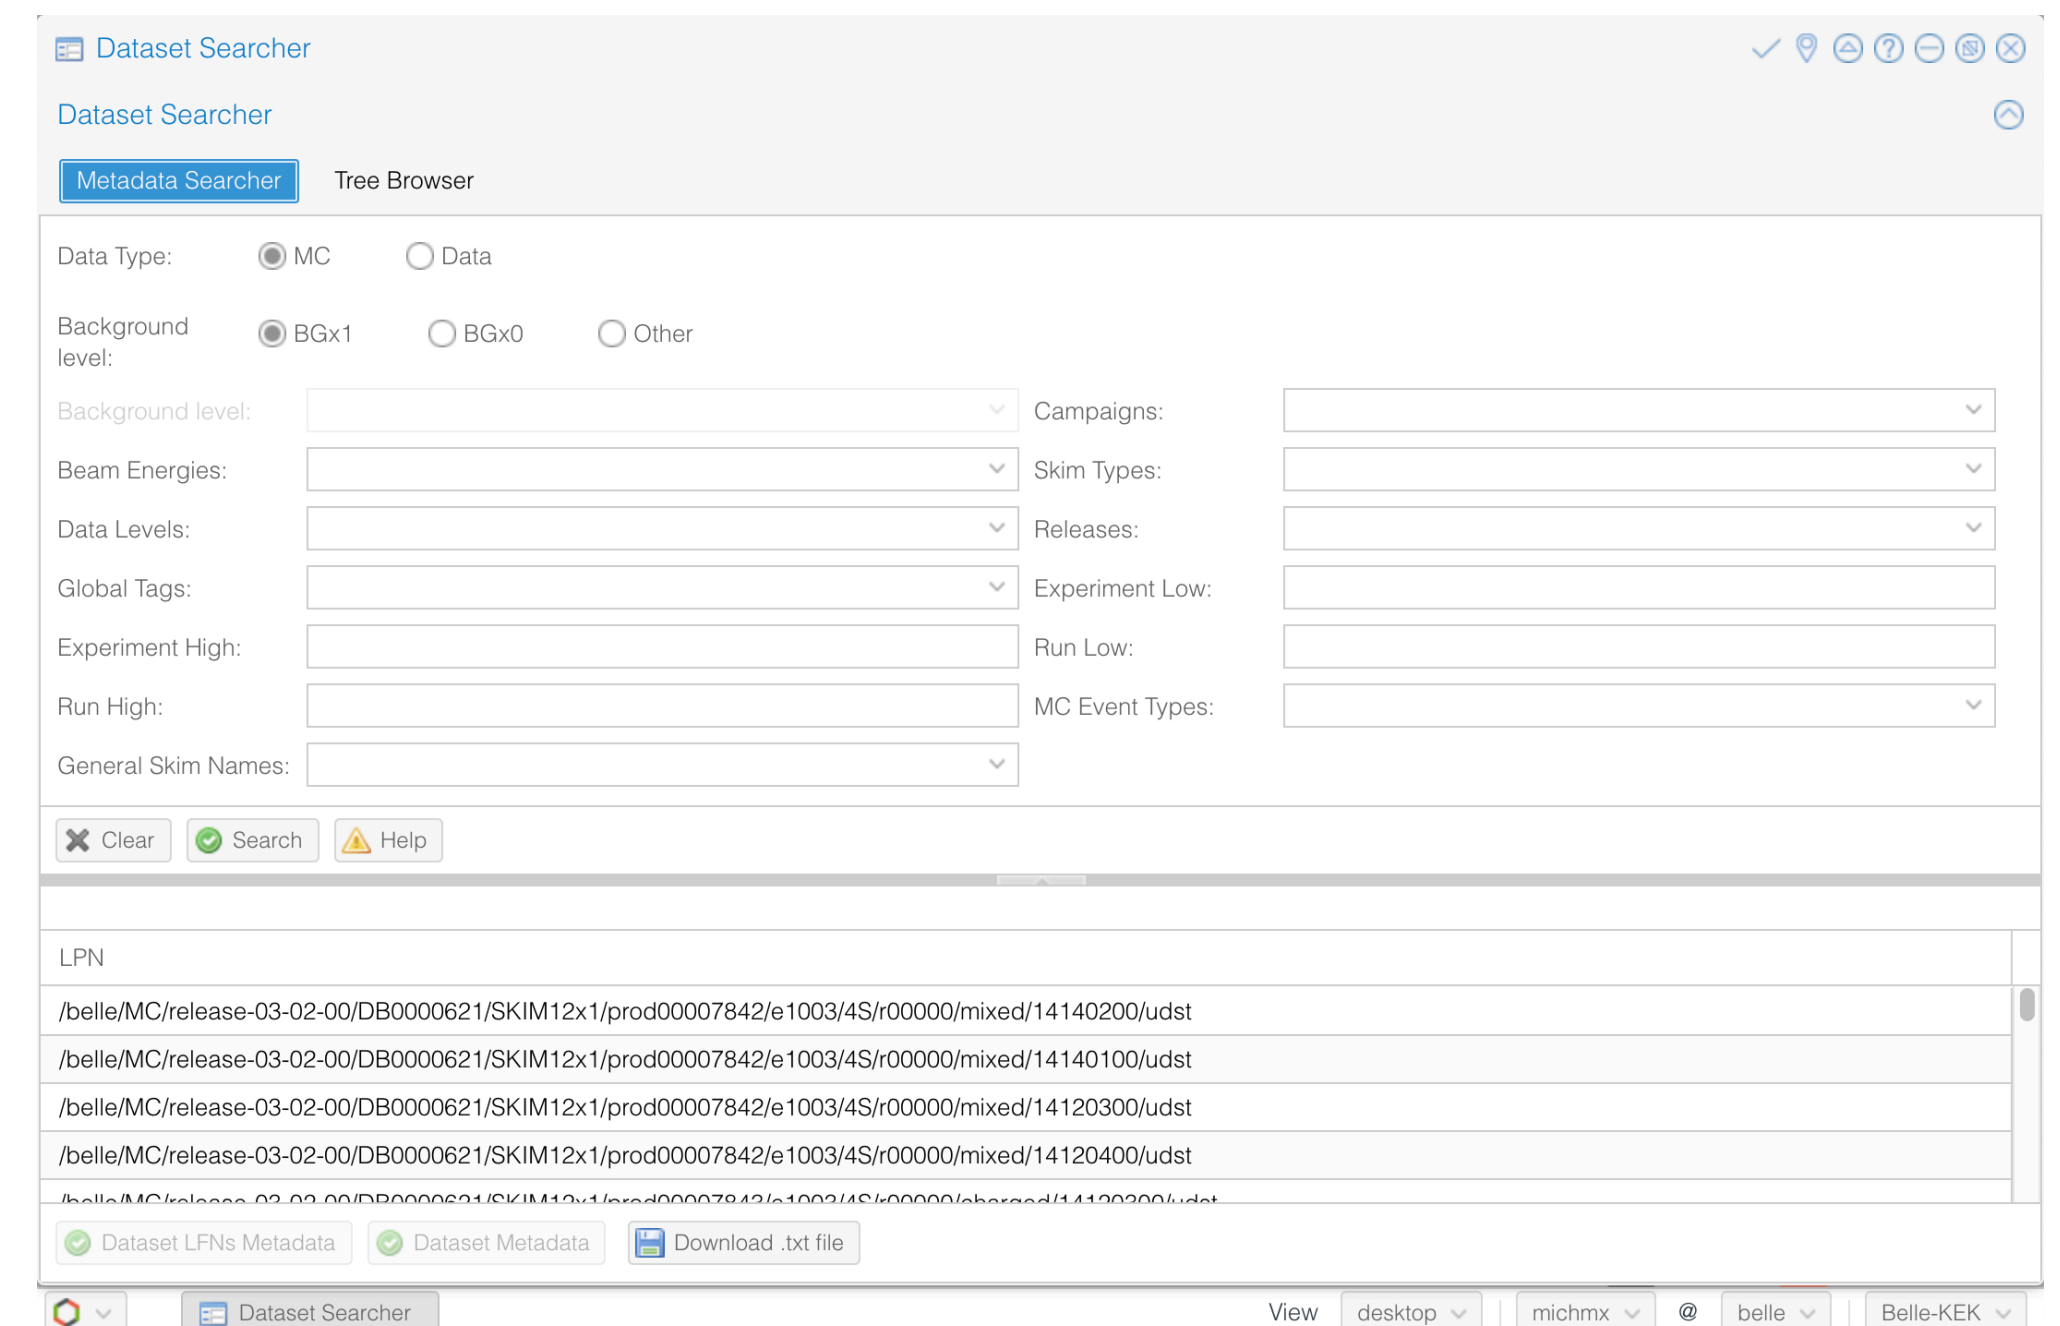 Dataset Searcher
Dataset Searcher
Metadata Searcher Tree Browser
Data Type: MC Data
Background level: BGx1 BGx0 Other
Background level: Campaigns:
Beam Energies: Skim Types:
Data Levels: Releases:
Global Tags: Experiment Low:
Experiment High: Run Low:
Run High: MC Event Types:
General Skim Names:
Clear Search Help
LPN
/belle/MC/release-03-02-00/DB0000621/SKIM12x1/prod00007842/e1003/4S/r00000/mixed/14140200/udst
/belle/MC/release-03-02-00/DB0000621/SKIM12x1/prod00007842/e1003/4S/r00000/mixed/14140100/udst
/belle/MC/release-03-02-00/DB0000621/SKIM12x1/prod00007842/e1003/4S/r00000/mixed/14120300/udst
/belle/MC/release-03-02-00/DB0000621/SKIM12x1/prod00007842/e1003/4S/r00000/mixed/14120400/udst
Dataset LFNs Metadata Dataset Metadata Download .txt file
Dataset Searcher View desktop michmx @ belle Belle-KEK